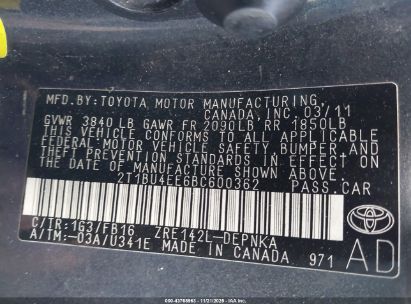 MFD.BY:TOYOTA MOTOR MANUFACTURING
CANADA,INC. 03/11
GVWR 3840 LB GAWR FR 2090LB RR 1850LB
THIS VEHICLE CONFORMS TO ALL APPLICABLE
FEDERAL MOTOR VEHICLE SAFETY, BUMPER AND
THEFT PREVENTION STANDARDS IN EFFECT ON THE
DATE OF MANUFACTURE SHOWN ABOVE.
2T1BU4EE6BC600362 PASS.CAR
C/TR:1G3/FB16 ZRE142L-DEPNKA
A/TM:-03A/U341E MADE IN CANADA 971
TOYOTA
AD